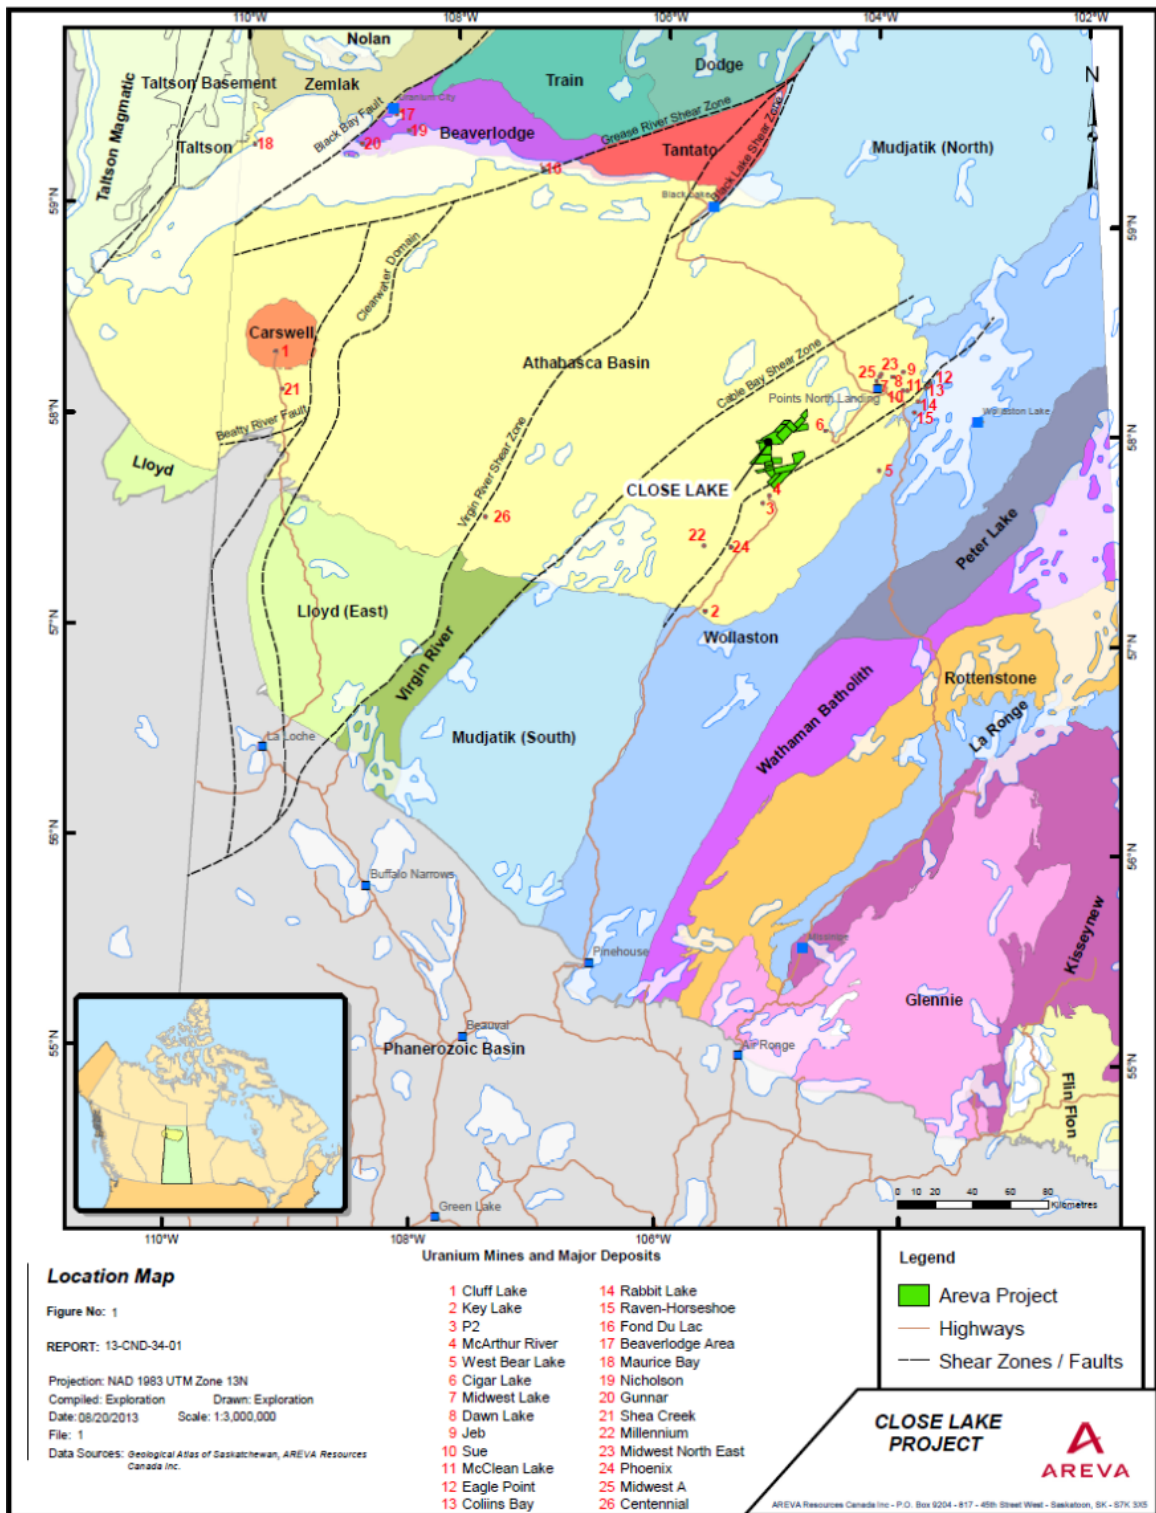 110°W 108°W 106°W 104°W 102°W
Nolan
Taltson Basement
Zemlak
Train
Dodge
N
Taltson Magmatic
Uranium City
17
19
Beaverlodge
Black Bay Fault
Grease River Shear Zone
18
Taltson
20
16
Tantato
Black Lake Shear Zone
Mudjatik (North)
Black Lake
59°N
59°N
Clearwater Domain
Carswell
1
21
Athabasca Basin
Cable Bay Shear Zone
25 23 9 12
7 8 11 13
10 14
15
Points North Landing
Wollaston Lake
58°N
58°N
Beatty River Fault
Lloyd
Virgin River Shear Zone
6
5
CLOSE LAKE
4
3
26
22
24
Peter Lake
2
Lloyd (East)
57°N
57°N
Virgin River
Wollaston
Rottenstone
Wathaman Batholith
La Ronge
Mudjatik (South)
La Loche
56°N
56°N
Buffalo Narrows
Pinehouse
Missinipe
Kisseynew
Glennie
55°N
55°N
Beauval
Phanerozoic Basin
Air Ronge
Flin Flon
Green Lake
0 10 20 40 60 80
Kilometres
110°W 108°W 106°W 104°W
Location Map
Figure No: 1
REPORT: 13-CND-34-01
Projection: NAD 1983 UTM Zone 13N
Compiled: Exploration Drawn: Exploration
Date: 08/20/2013 Scale: 1:3,000,000
File: 1
Data Sources: Geological Atlas of Saskatchewan, AREVA Resources
Canada Inc.
Uranium Mines and Major Deposits
1 Cluff Lake
2 Key Lake
3 P2
4 McArthur River
5 West Bear Lake
6 Cigar Lake
7 Midwest Lake
8 Dawn Lake
9 Jeb
10 Sue
11 McClean Lake
12 Eagle Point
13 Collins Bay
14 Rabbit Lake
15 Raven-Horseshoe
16 Fond Du Lac
17 Beaverlodge Area
18 Maurice Bay
19 Nicholson
20 Gunnar
21 Shea Creek
22 Millennium
23 Midwest North East
24 Phoenix
25 Midwest A
26 Centennial
Legend
Areva Project
Highways
Shear Zones / Faults
CLOSE LAKE
PROJECT
AREVA
AREVA Resources Canada Inc - P.O. Box 9204 - 817 - 45th Street West - Saskatoon, SK - S7K 3X5